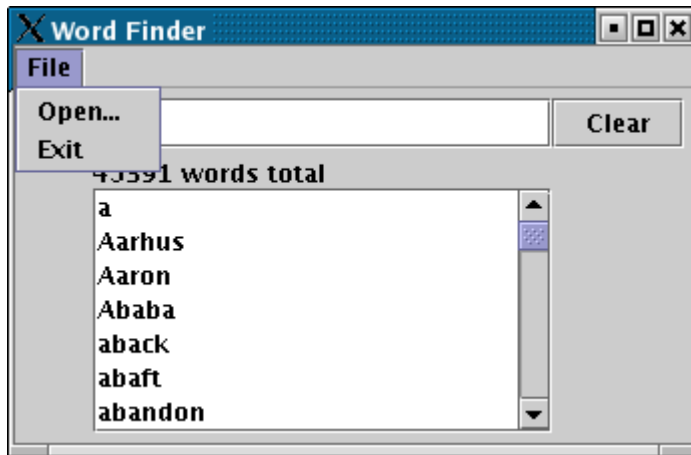 Word Finder
File
Open...
Exit
Clear
words total
a
Aarhus
Aaron
Ababa
aback
abaft
abandon